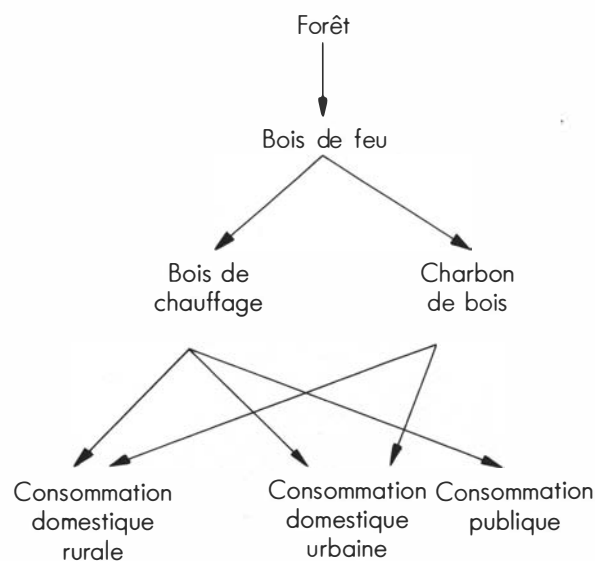 Forêt
Bois de feu
Bois de
chauffage
Charbon
de bois
Consommation
domestique
rurale
Consommation
domestique
urbaine
Consommation
publique